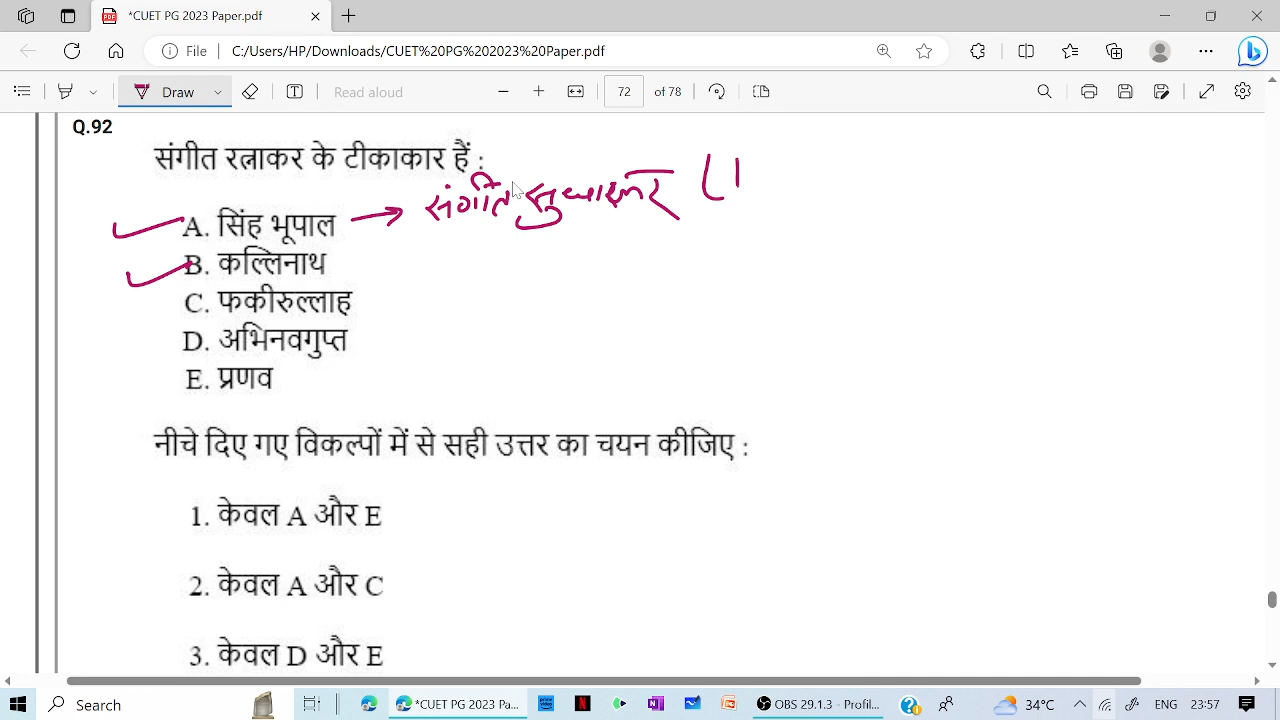 *CUET PG 2023 Paper.pdf
File C:/Users/HP/Downloads/CUET%20PG%202023%20Paper.pdf
Draw Read aloud 72 of 78
Q.92
संगीत रत्नाकर के टीकाकार हैं :
A. सिंह भूपाल → संगीत सुधाकर (1
B. कल्लिनाथ
C. फकीरुल्लाह
D. अभिनवगुप्त
E. प्रणव
नीचे दिए गए विकल्पों में से सही उत्तर का चयन कीजिए :
1. केवल A और E
2. केवल A और C
3. केवल D और E
Search *CUET PG 2023 Pa... OBS 29.1.3 - Profil... 34°C ENG 23:57